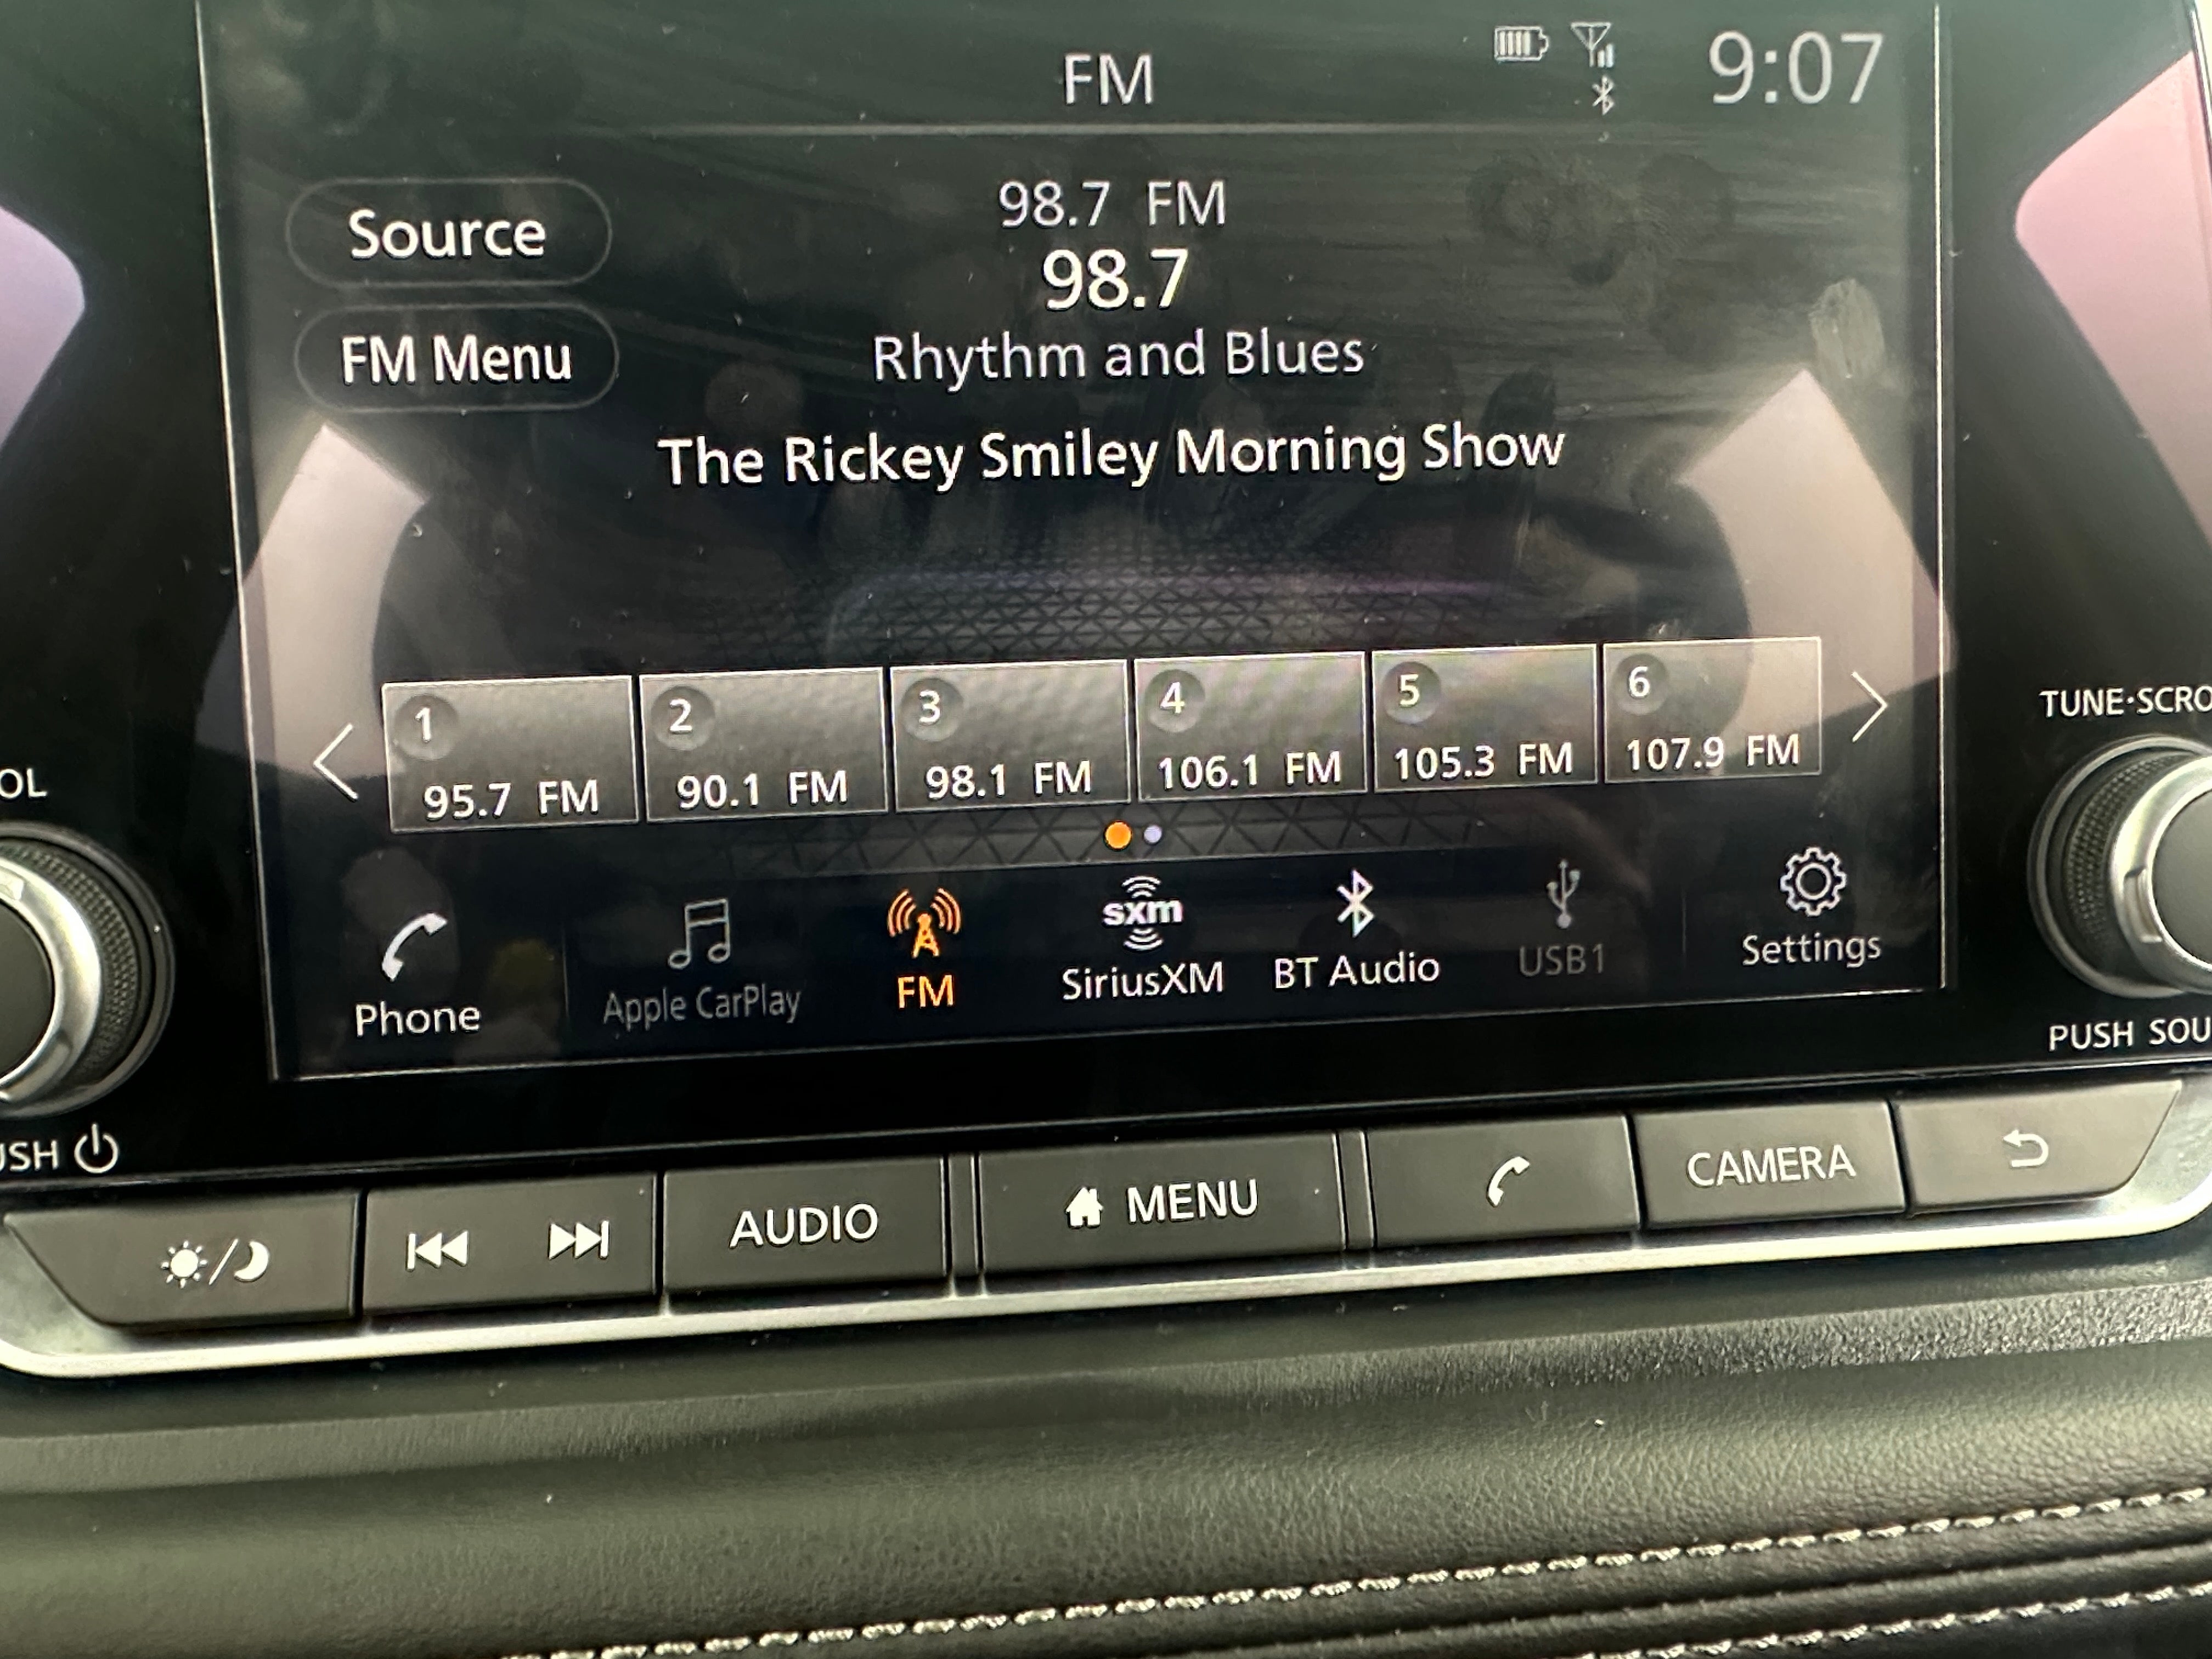 FM
9:07
Source
98.7 FM
98.7
FM Menu
Rhythm and Blues
The Rickey Smiley Morning Show
1
2
3
4
5
6
95.7 FM
90.1 FM
98.1 FM
106.1 FM
105.3 FM
107.9 FM
TUNE·SCRO
OL
sxm
Phone
Apple CarPlay
FM
SiriusXM
BT Audio
USB1
Settings
PUSH SOU
USH
AUDIO
MENU
CAMERA